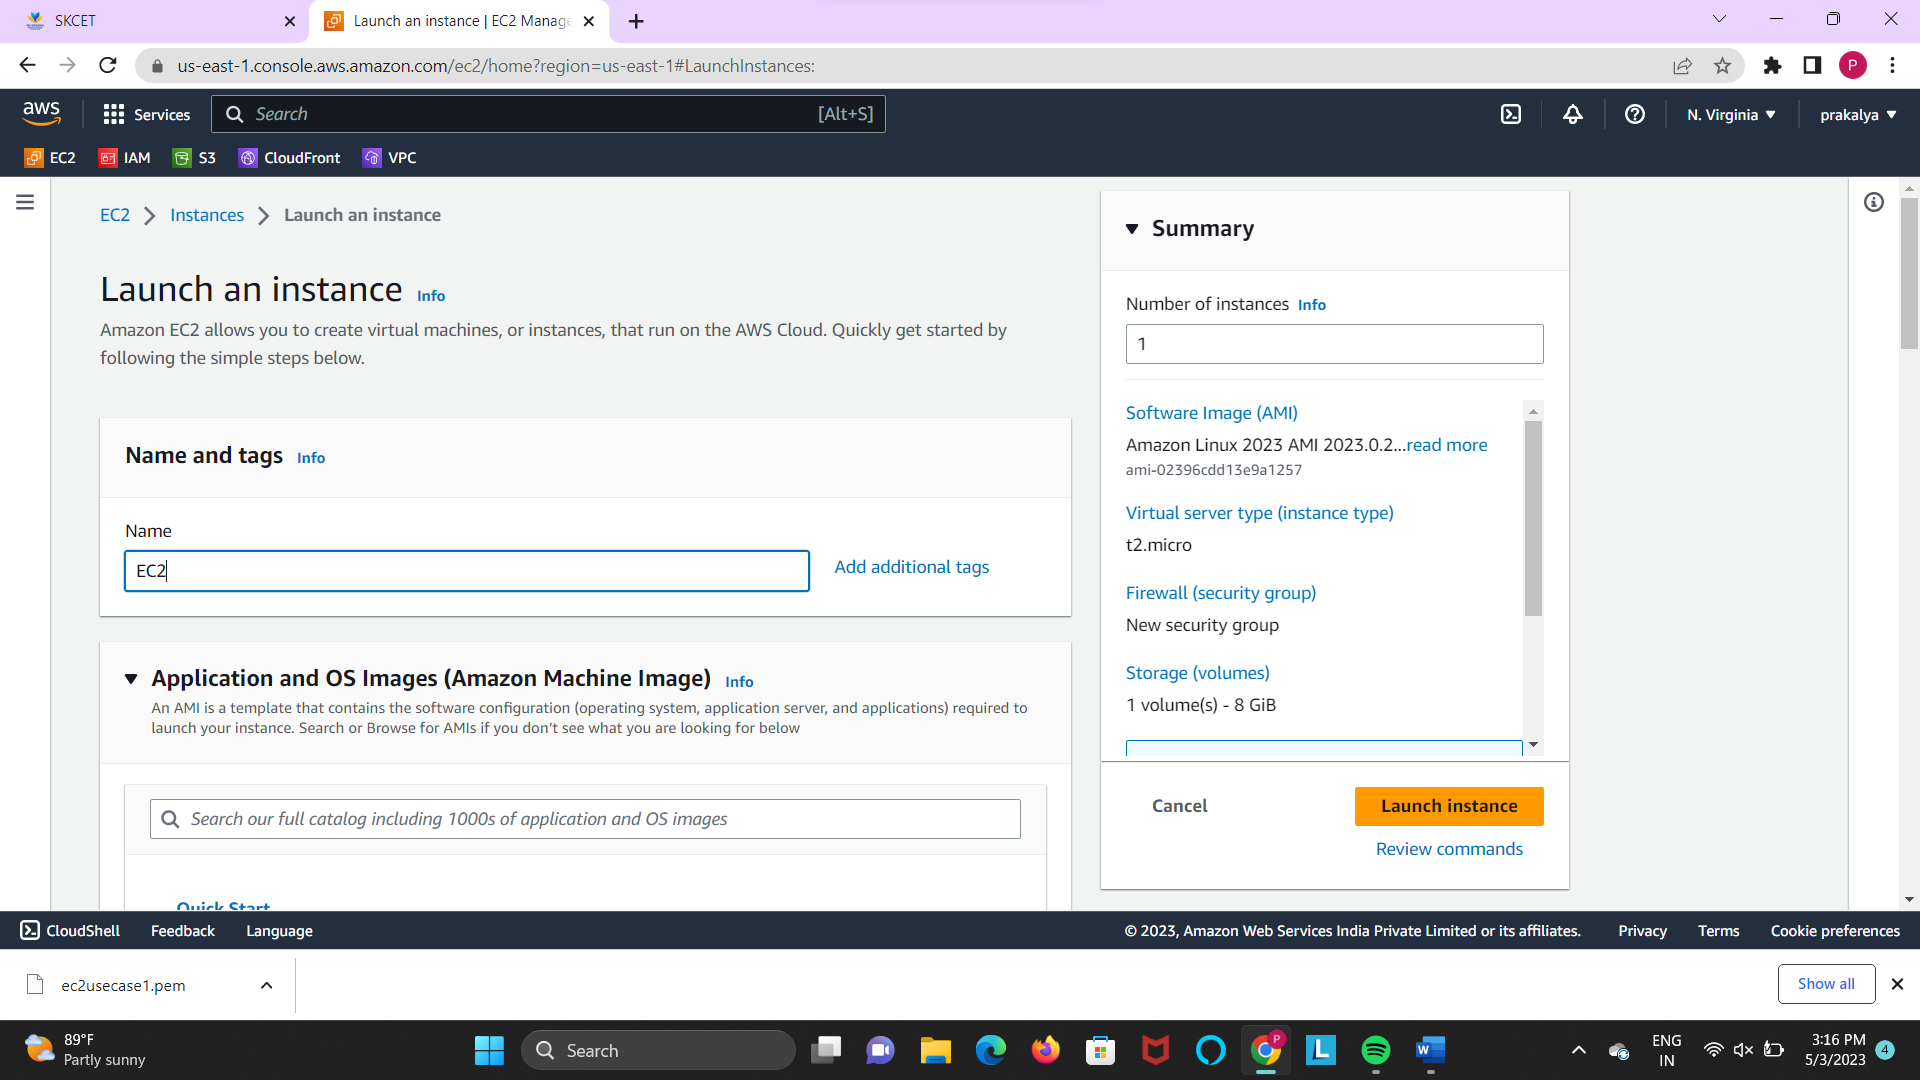 SKCET
Launch an instance | EC2 Manage
us-east-1.console.aws.amazon.com/ec2/home?region=us-east-1#LaunchInstances:
P
aws
Services
Search
[Alt+S]
N. Virginia
prakalya
EC2
IAM
S3
CloudFront
VPC
EC2
Instances
Launch an instance
Launch an instance Info
Amazon EC2 allows you to create virtual machines, or instances, that run on the AWS Cloud. Quickly get started by
following the simple steps below.
Name and tags Info
Name
EC2
Add additional tags
Application and OS Images (Amazon Machine Image) Info
An AMI is a template that contains the software configuration (operating system, application server, and applications) required to
launch your instance. Search or Browse for AMIs if you don't see what you are looking for below
Search our full catalog including 1000s of application and OS images
Quick Start
Summary
Number of instances Info
1
Software Image (AMI)
Amazon Linux 2023 AMI 2023.0.2...read more
ami-02396cdd13e9a1257
Virtual server type (instance type)
t2.micro
Firewall (security group)
New security group
Storage (volumes)
1 volume(s) - 8 GiB
Cancel
Launch instance
Review commands
CloudShell
Feedback
Language
© 2023, Amazon Web Services India Private Limited or its affiliates.
Privacy
Terms
Cookie preferences
ec2usecase1.pem
Show all
89°F
Partly sunny
Search
P
L
W
ENG
IN
3:16 PM
5/3/2023
4